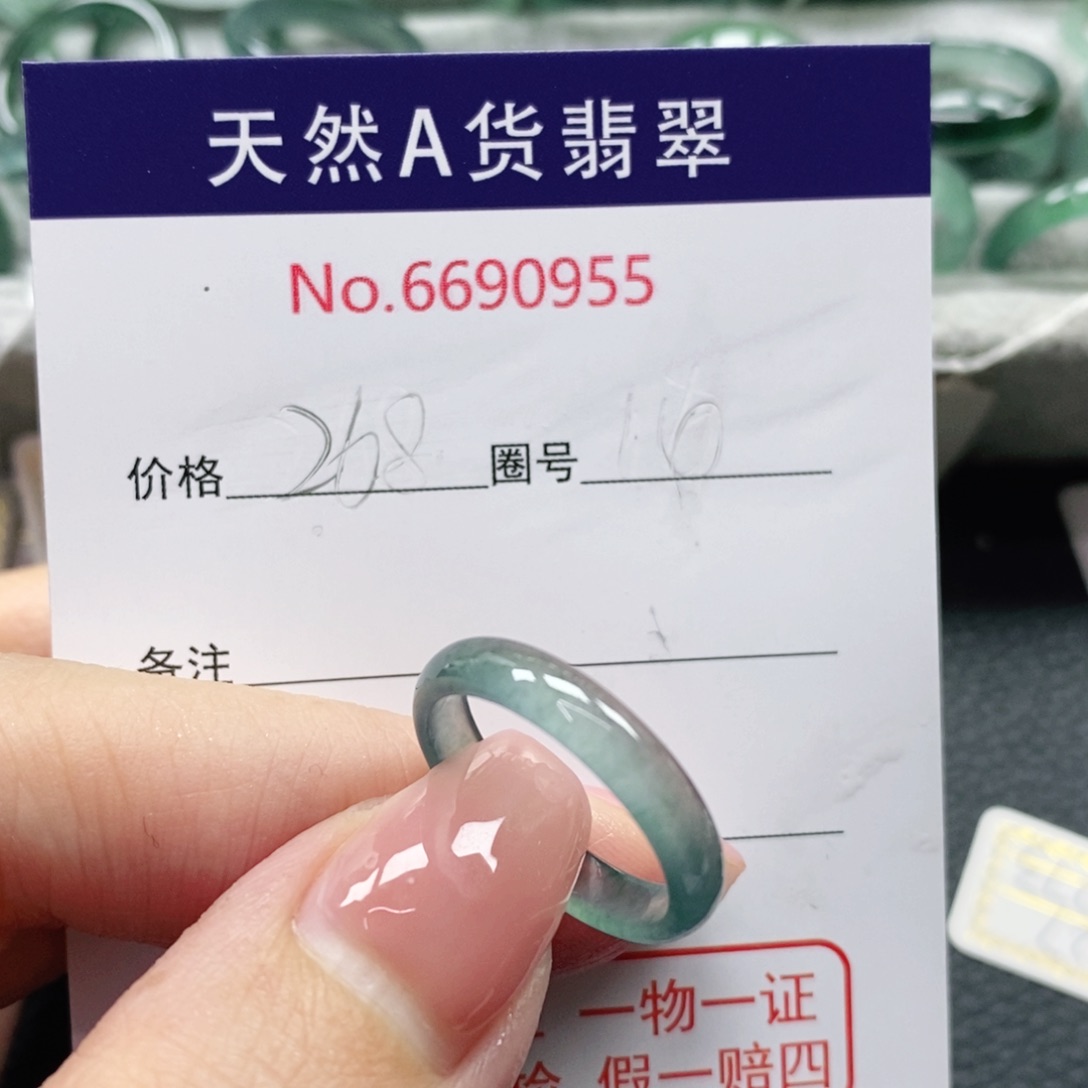 天然A货翡翠
No.6690955
价格 268 圈号 16
备注
一物一证
假一赔四